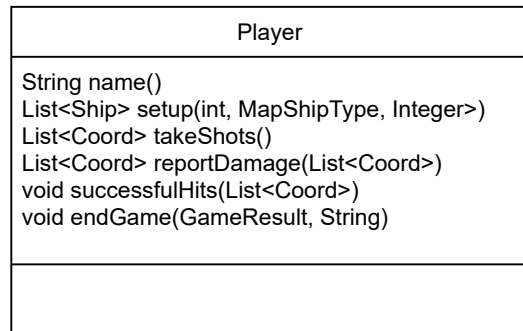 Player
String name()
List<Ship> setup(int, MapShipType, Integer>)
List<Coord> takeShots()
List<Coord> reportDamage(List<Coord>)
void successfulHits(List<Coord>)
void endGame(GameResult, String)